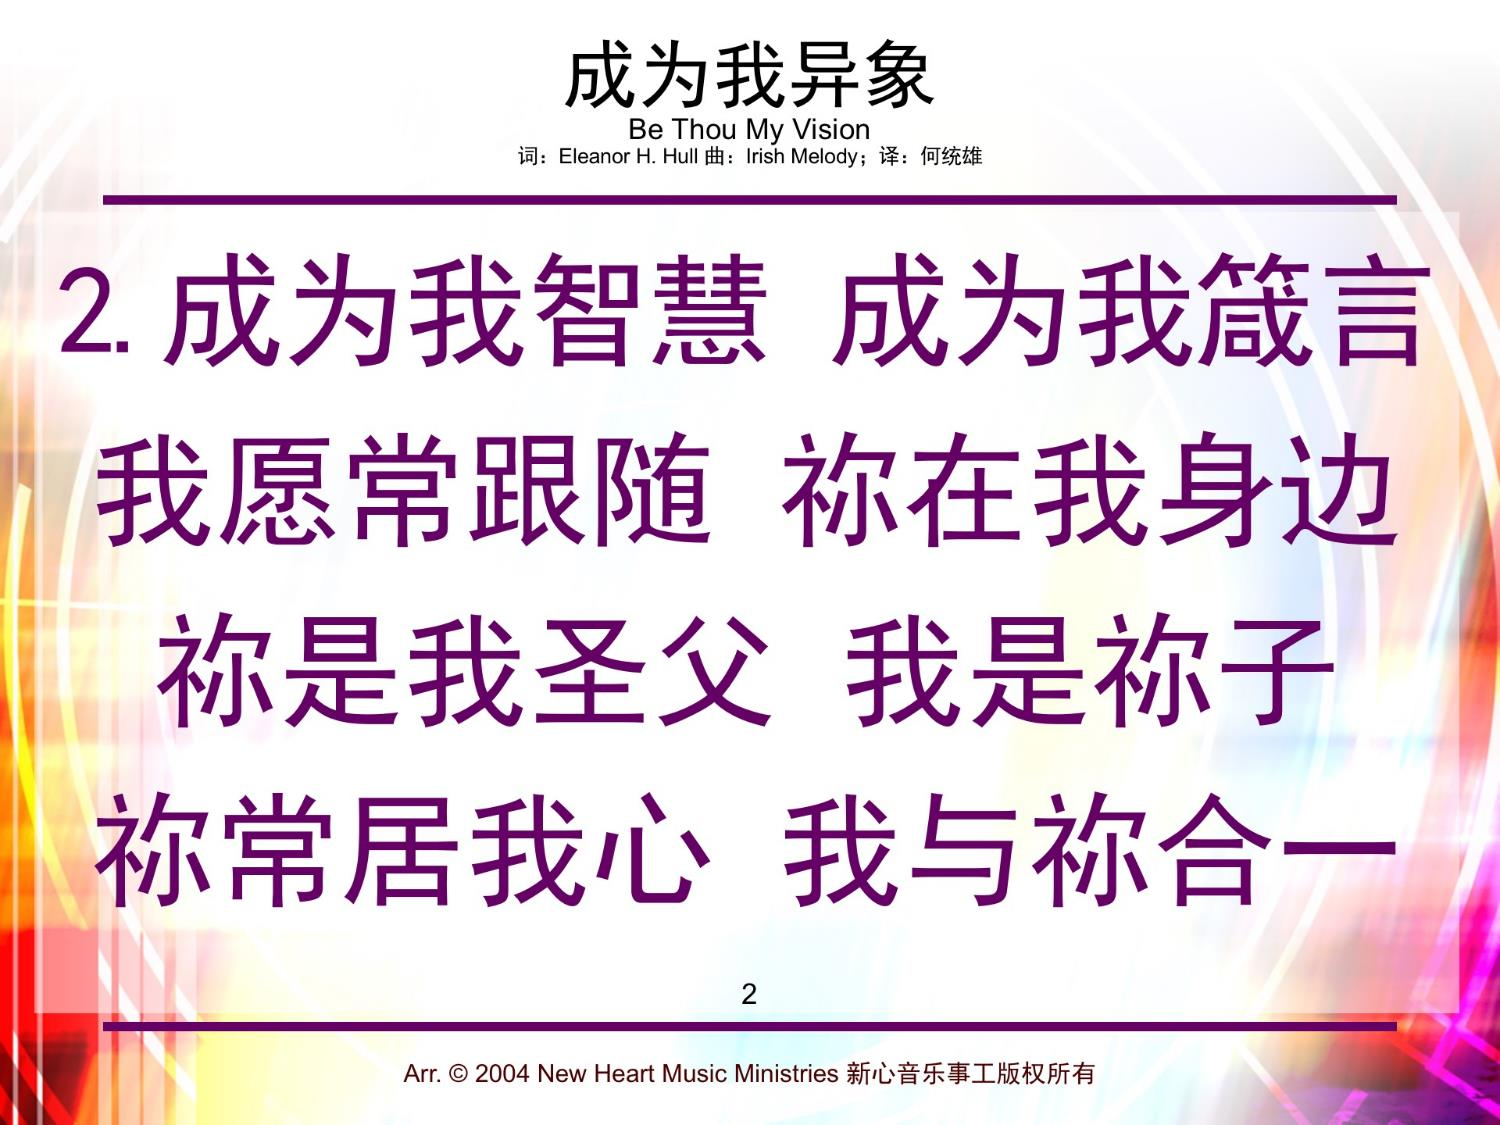 成为我异象
Be Thou My Vision
词：Eleanor H. Hull 曲：Irish Melody；译：何统雄
2.成为我智慧 成为我箴言
我愿常跟随 祢在我身边
祢是我圣父 我是祢子
祢常居我心 我与祢合一
2
Arr. © 2004 New Heart Music Ministries 新心音乐事工版权所有